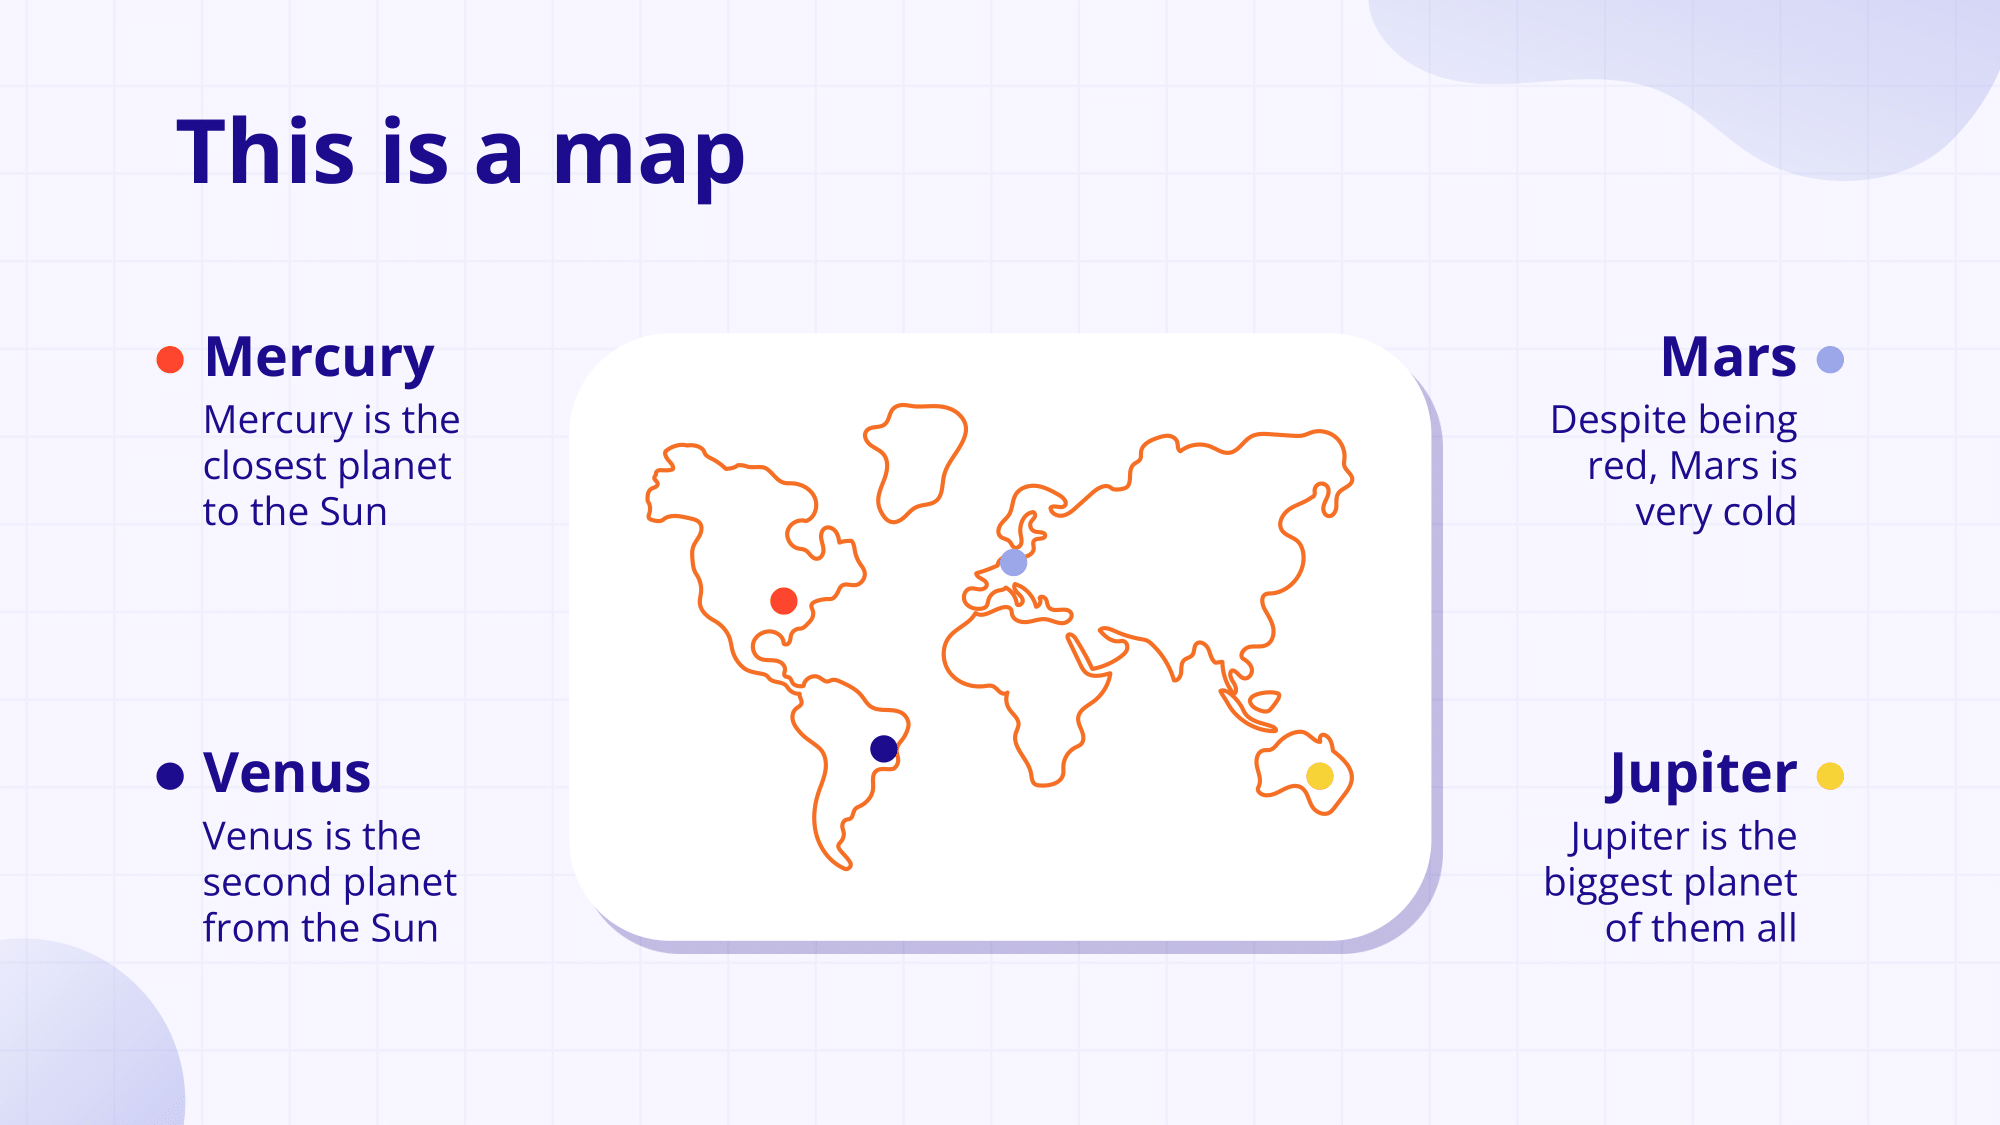 This is a map
Mercury
Mercury is the
closest planet
to the Sun
Venus
Venus is the
second planet
from the Sun
Mars
Despite being
red, Mars is
very cold
Jupiter
Jupiter is the
biggest planet
of them all